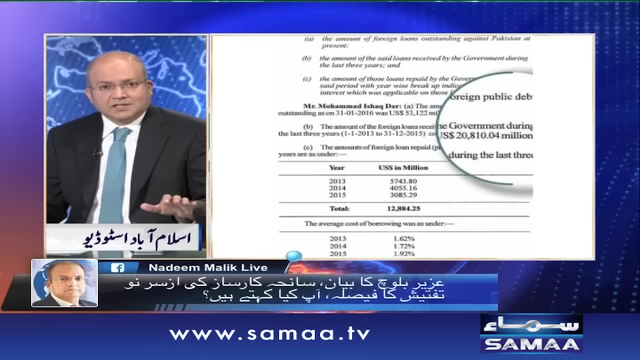 (a) the amount of foreign loans outstanding against Pakistan at
present;
(b) the amount of the said loans received by the Government during
the last three years; and
(c) the amount of those loans repaid by the
said period with year wise break up
interest which was applicable on those
Mr. Mohammad Ishaq Dar: (a) The
outstanding as on 31-01-2016 was US$ 53,122
(b) The amount of the foreign loans
the last three years (1-1-2013 to 31-12-2015)
(c) The amounts of foreign loan repaid
years are as under:—
oreign public deb
he Government during
US$ 20,810.04 million
during the last three
Year US$ in Million
2013 5743.80
2014 4055.16
2015 3085.29
Total: 12,884.25
The average cost of borrowing was as under:
2013 1.62%
2014 1.72%
2015 1.92%
اسلام آباد اسٹوڈیو
f Nadeem Malik Live
عزیر بلوچ کا بیان، سانحہ کارساز کی ازسر نو
تفتیش کا فیصلہ، آپ کیا کہتے ہیں؟
www.samaa.tv
سماء
SAMAA